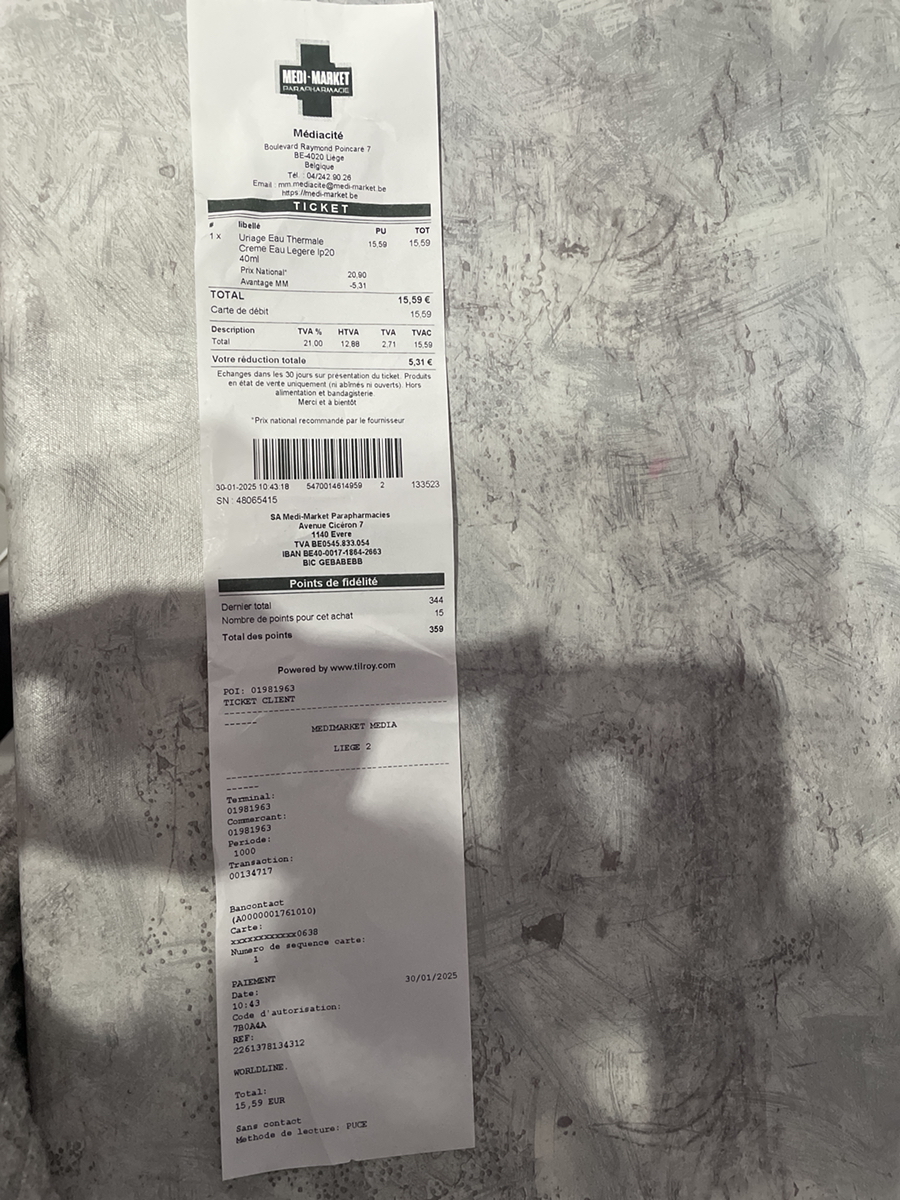 MEDI-MARKET
PARAPHARMACIE
Médiacité
Boulevard Raymond Poincare 7
BE-4020 Liège
Belgique
Tél. : 04/242.90.26
Email : mm.mediacite@medi-market.be
https://medi-market.be
TICKET
# libellé PU TOT
1 x Uriage Eau Thermale 15,59 15,59
Creme Eau Legere Ip20
40ml
Prix National* 20,90
Avantage MM -5,31
TOTAL 15,59 €
Carte de débit 15,59
Description TVA % HTVA TVA TVAC
Total 21.00 12.88 2.71 15.59
Votre réduction totale 5,31 €
Echanges dans les 30 jours sur présentation du ticket. Produits
en état de vente uniquement (ni abîmés ni ouverts). Hors
alimentation et bandagisterie.
Merci et à bientôt
*Prix national recommandé par le fournisseur
30-01-2025 10:43:18 5470014614959 2 133523
SN : 48065415
SA Medi-Market Parapharmacies
Avenue Cicéron 7
1140 Evere
TVA BE0545.833.054
IBAN BE40-0017-1864-2663
BIC GEBABEBB
Points de fidélité
Dernier total 344
Nombre de points pour cet achat 15
Total des points 359
Powered by www.tilroy.com
POI: 01981963
TICKET CLIENT
MEDIMARKET MEDIA
LIEGE 2
Terminal:
01981963
Commercant:
01981963
Periode:
1000
Transaction:
00134717
Bancontact
(A0000001761010)
Carte:
xxxxxxxxxxxxx0638
Numero de sequence carte:
1
PAIEMENT
Date: 30/01/2025
10:43
Code d'autorisation:
7B0A4A
REF:
2261378134312
WORLDLINE.
Total:
15,59 EUR
Sans contact
Methode de lecture: PUCE